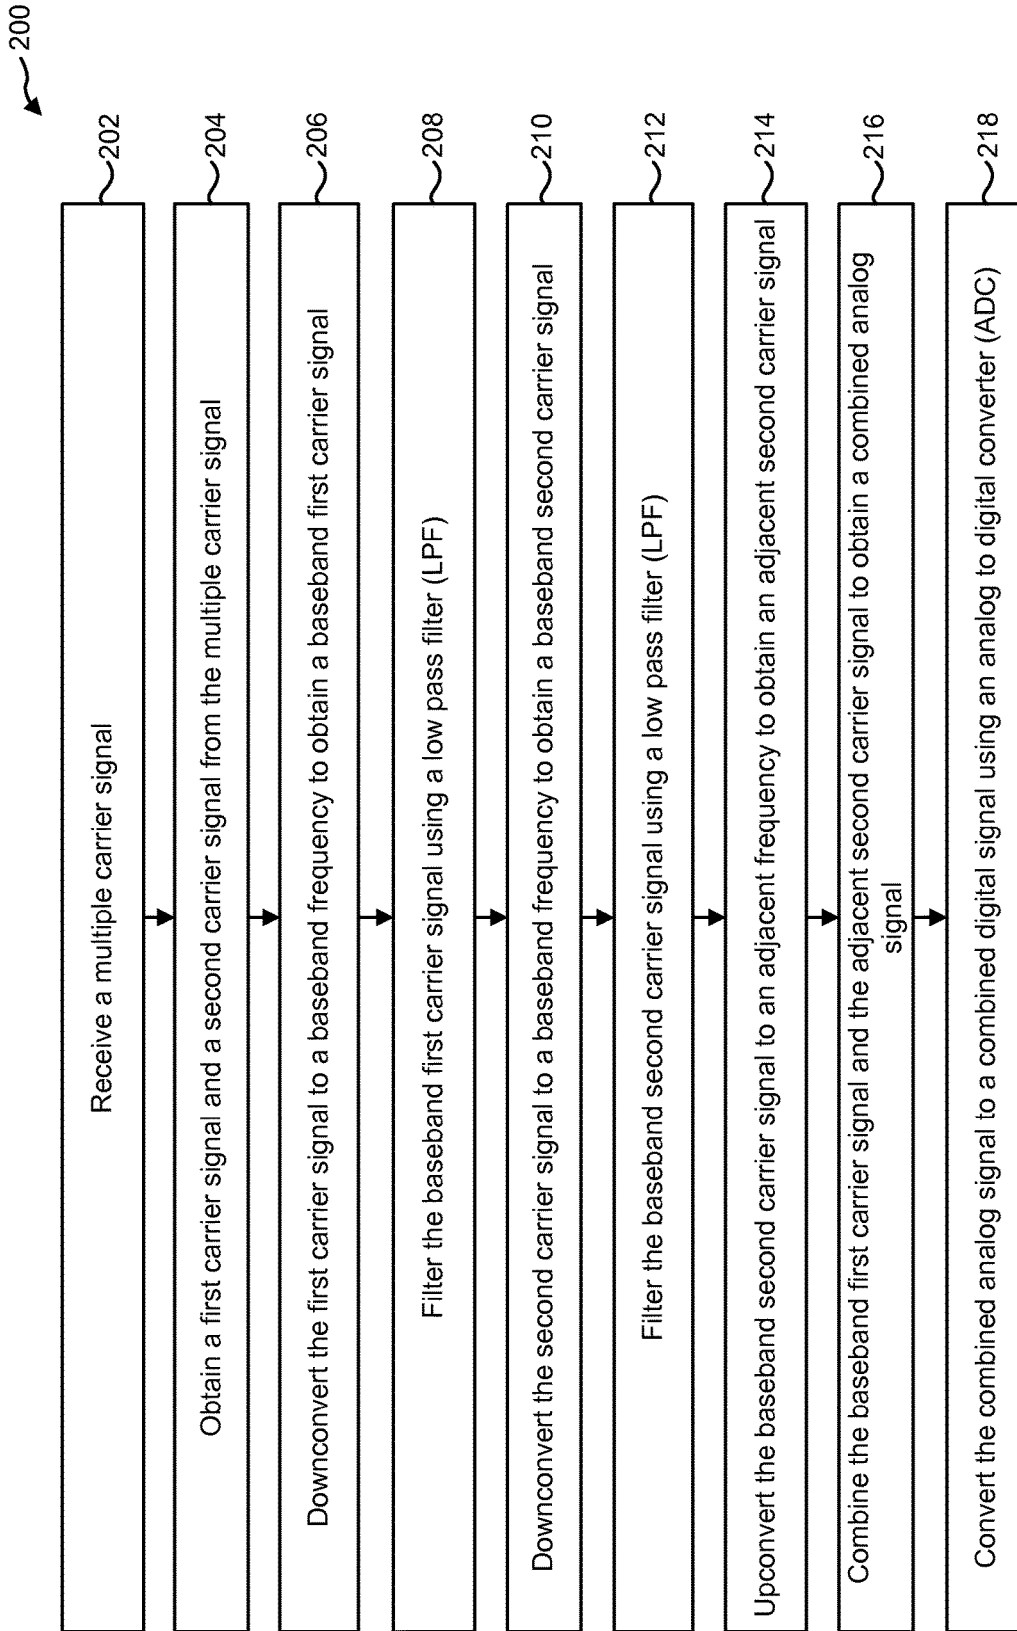 200
Receive a multiple carrier signal
202
Obtain a first carrier signal and a second carrier signal from the multiple carrier signal
204
Downconvert the first carrier signal to a baseband frequency to obtain a baseband first carrier signal
206
Filter the baseband first carrier signal using a low pass filter (LPF)
208
Downconvert the second carrier signal to a baseband frequency to obtain a baseband second carrier signal
210
Filter the baseband second carrier signal using a low pass filter (LPF)
212
Upconvert the baseband second carrier signal to an adjacent frequency to obtain an adjacent second carrier signal
214
Combine the baseband first carrier signal and the adjacent second carrier signal to obtain a combined analog
signal
216
Convert the combined analog signal to a combined digital signal using an analog to digital converter (ADC)
218